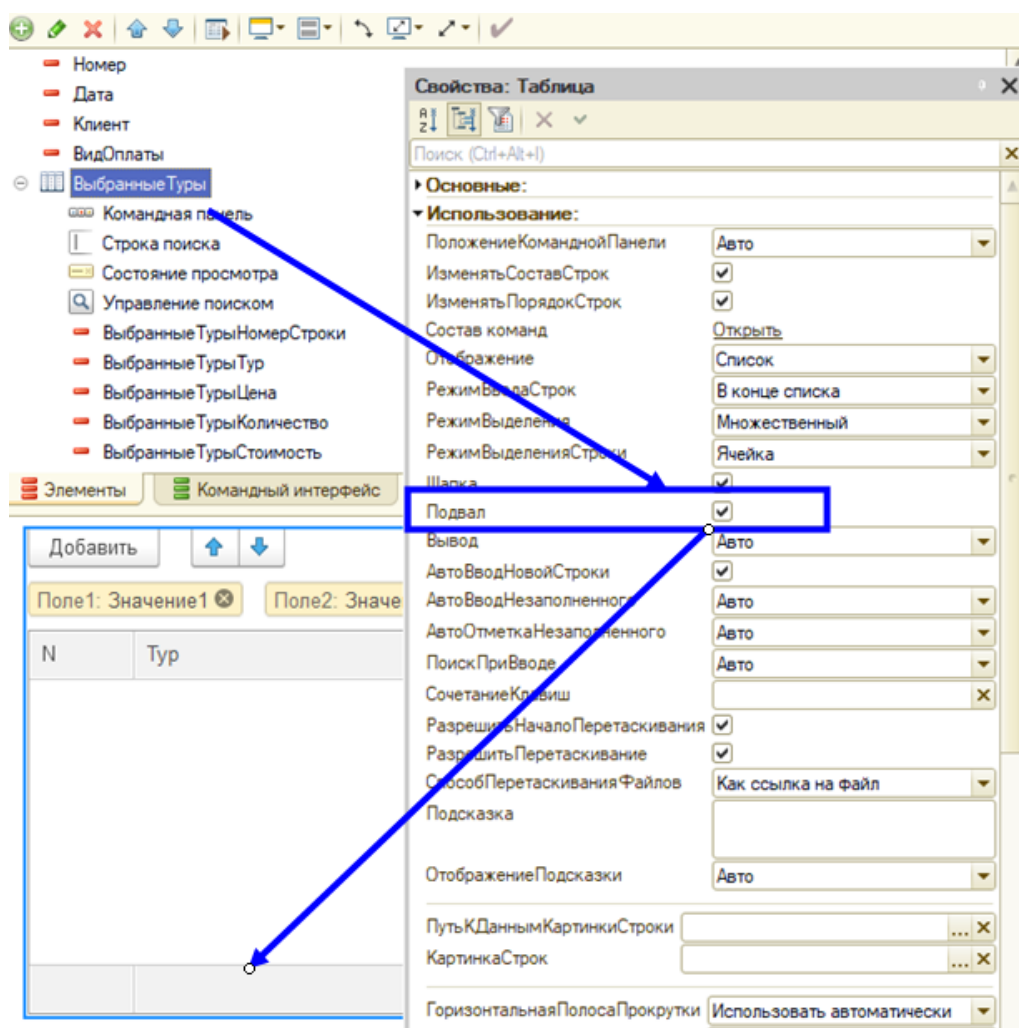 Номер
Дата
Клиент
ВидОплаты
ВыбранныеТуры
Командная панель
Строка поиска
Состояние просмотра
Управление поиском
ВыбранныеТурыНомерСтроки
ВыбранныеТурыТур
ВыбранныеТурыЦена
ВыбранныеТурыКоличество
ВыбранныеТурыСтоимость
Элементы Командный интерфейс
Добавить
Поле1: Значение1 Поле2: Значе
N Тур
Свойства: Таблица
Поиск (Ctrl+Alt+I)
Основные:
Использование:
ПоложениеКоманднойПанели Авто
ИзменятьСоставСтрок
ИзменятьПорядокСтрок
Состав команд Открыть
Отображение Список
РежимВводаСтрок В конце списка
РежимВыделения Множественный
РежимВыделенияСтроки Ячейка
Шапка
Подвал
Вывод Авто
АвтоВводНовойСтроки
АвтоВводНезаполненного Авто
АвтоОтметкаНезаполненного Авто
ПоискПриВводе Авто
СочетаниеКлавиш
РазрешитьНачалоПеретаскивания
РазрешитьПеретаскивание
СпособПеретаскиванияФайлов Как ссылка на файл
Подсказка
ОтображениеПодсказки Авто
ПутьКДаннымКартинкиСтроки ...
КартинкаСтрок ...
ГоризонтальнаяПолосаПрокрутки Использовать автоматически